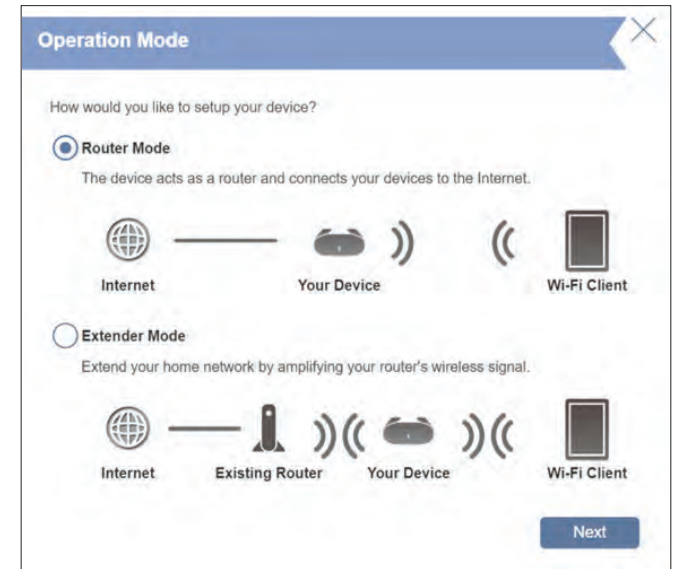 Operation Mode
How would you like to setup your device?
Router Mode
The device acts as a router and connects your devices to the Internet.
Internet Your Device Wi-Fi Client
Extender Mode
Extend your home network by amplifying your router's wireless signal.
Internet Existing Router Your Device Wi-Fi Client
Next